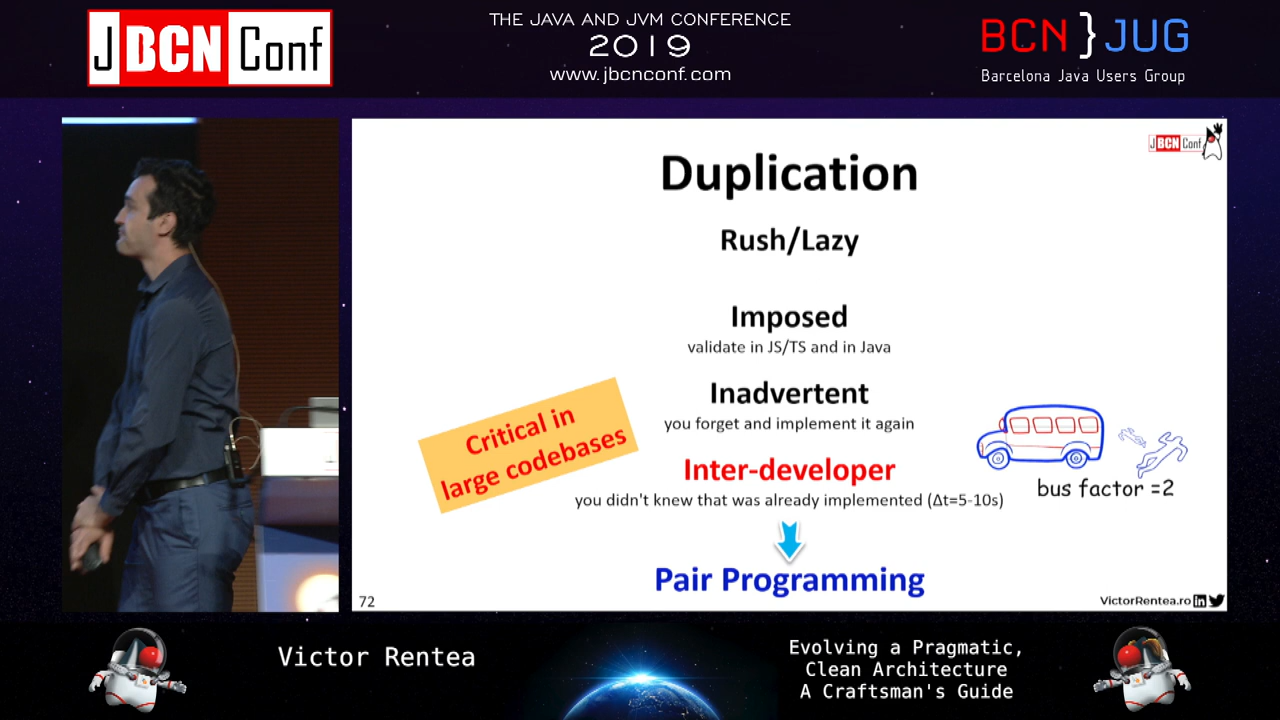 JBCNConf
THE JAVA AND JVM CONFERENCE
2019
www.jbcnconf.com
BCN}JUG
Barcelona Java Users Group
JBCNConf
Duplication
Rush/Lazy
Imposed
validate in JS/TS and in Java
Inadvertent
you forget and implement it again
Critical in
large codebases
Inter-developer
you didn't knew that was already implemented (Δt=5-10s)
bus factor =2
Pair Programming
72
VictorRentea.ro
Victor Rentea
Evolving a Pragmatic,
Clean Architecture
A Craftsman's Guide